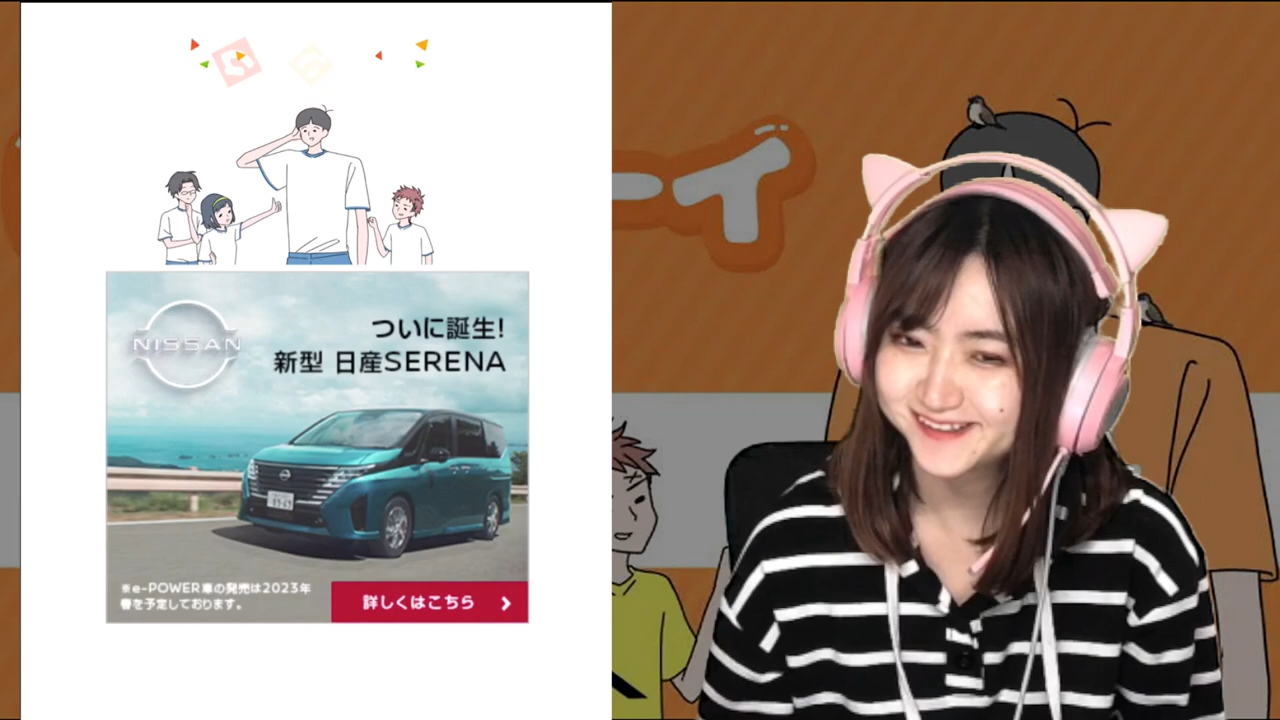 NISSAN
ついに誕生!
新型 日産SERENA
※e-POWER車の発売は2023年
春を予定しております。
詳しくはこちら
ーイ